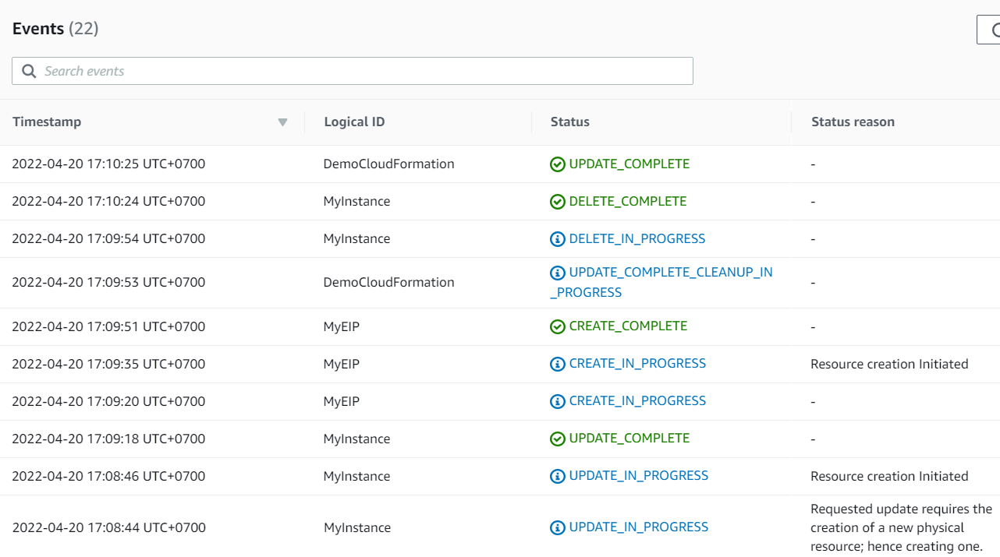 Events (22)
Search events
Timestamp Logical ID Status Status reason
2022-04-20 17:10:25 UTC+0700 DemoCloudFormation UPDATE_COMPLETE -
2022-04-20 17:10:24 UTC+0700 MyInstance DELETE_COMPLETE -
2022-04-20 17:09:54 UTC+0700 MyInstance DELETE_IN_PROGRESS -
2022-04-20 17:09:53 UTC+0700 DemoCloudFormation UPDATE_COMPLETE_CLEANUP_IN -
_PROGRESS
2022-04-20 17:09:51 UTC+0700 MyEIP CREATE_COMPLETE -
2022-04-20 17:09:35 UTC+0700 MyEIP CREATE_IN_PROGRESS Resource creation Initiated
2022-04-20 17:09:20 UTC+0700 MyEIP CREATE_IN_PROGRESS -
2022-04-20 17:09:18 UTC+0700 MyInstance UPDATE_COMPLETE -
2022-04-20 17:08:46 UTC+0700 MyInstance UPDATE_IN_PROGRESS Resource creation Initiated
2022-04-20 17:08:44 UTC+0700 MyInstance UPDATE_IN_PROGRESS Requested update requires the
creation of a new physical
resource; hence creating one.